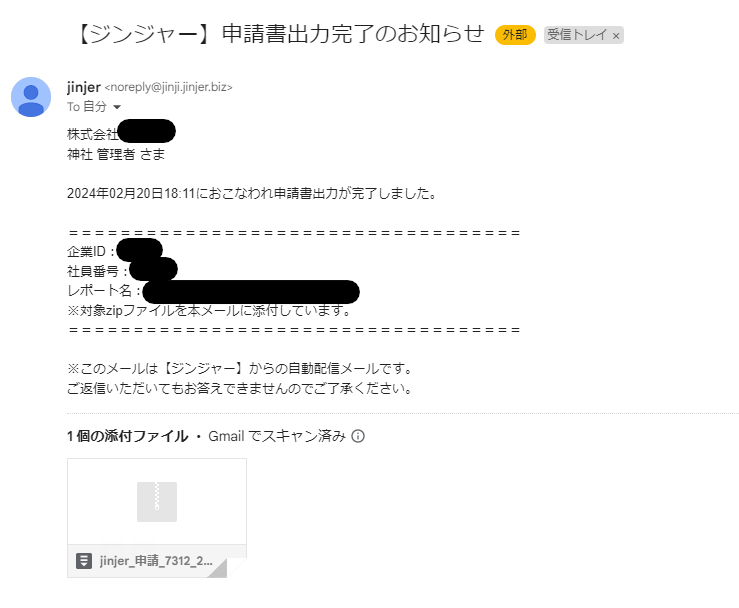 【ジンジャー】申請書出力完了のお知らせ 外部 受信トレイ ×
jinjer <noreply@jinji.jinjer.biz>
To 自分
株式会社
神社 管理者 さま
2024年02月20日18:11におこなわれ申請書出力が完了しました。
＝＝＝＝＝＝＝＝＝＝＝＝＝＝＝＝＝＝＝＝＝＝＝＝＝＝＝＝＝＝＝＝＝＝＝
企業ID：
社員番号：
レポート名：
※対象zipファイルを本メールに添付しています。
＝＝＝＝＝＝＝＝＝＝＝＝＝＝＝＝＝＝＝＝＝＝＝＝＝＝＝＝＝＝＝＝＝＝＝
※このメールは【ジンジャー】からの自動配信メールです。
ご返信いただいてもお答えできませんのでご了承ください。
1 個の添付ファイル • Gmail でスキャン済み
jinjer_申請_7312_2...